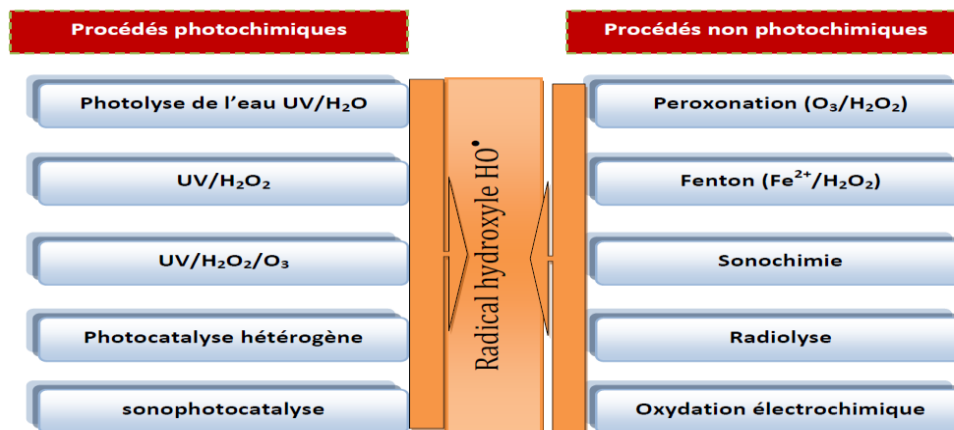 Procédés photochimiques
Procédés non photochimiques
Photolyse de l'eau UV/H₂O
UV/H₂O₂
UV/H₂O₂/O₃
Photocatalyse hétérogène
sonophotocatalyse
Radical hydroxyle HO•
Peroxonation (O₃/H₂O₂)
Fenton (Fe²⁺/H₂O₂)
Sonochimie
Radiolyse
Oxydation électrochimique